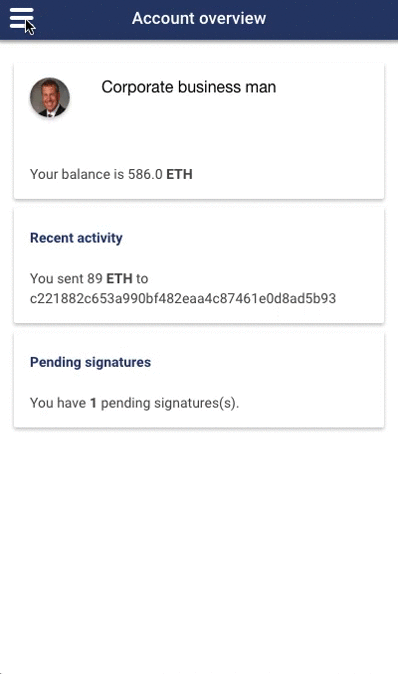 Account overview
Corporate business man
Your balance is 586.0 ETH
Recent activity
You sent 89 ETH to
c221882c653a990bf482eaa4c87461e0d8ad5b93
Pending signatures
You have 1 pending signatures(s).